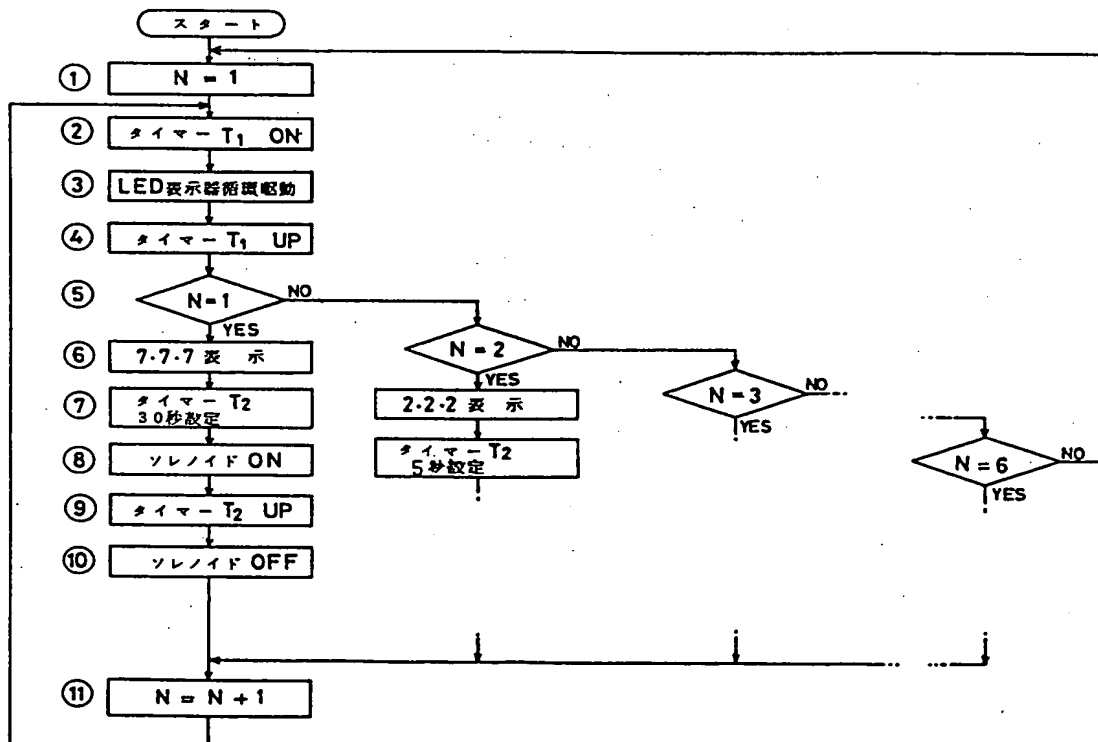 スタート
① N = 1
② タイマー T₁ ON
③ LED表示器循環駆動
④ タイマー T₁ UP
⑤ N=1 NO
YES
⑥ 7・7・7 表 示
⑦ タイマー T₂
30秒設定
⑧ ソレノイド ON
⑨ タイマー T₂ UP
⑩ ソレノイド OFF
⑪ N = N + 1
N = 2 NO
YES
2・2・2 表示
タイマー T₂
5秒設定
N = 3 NO
YES
N = 6 NO
YES